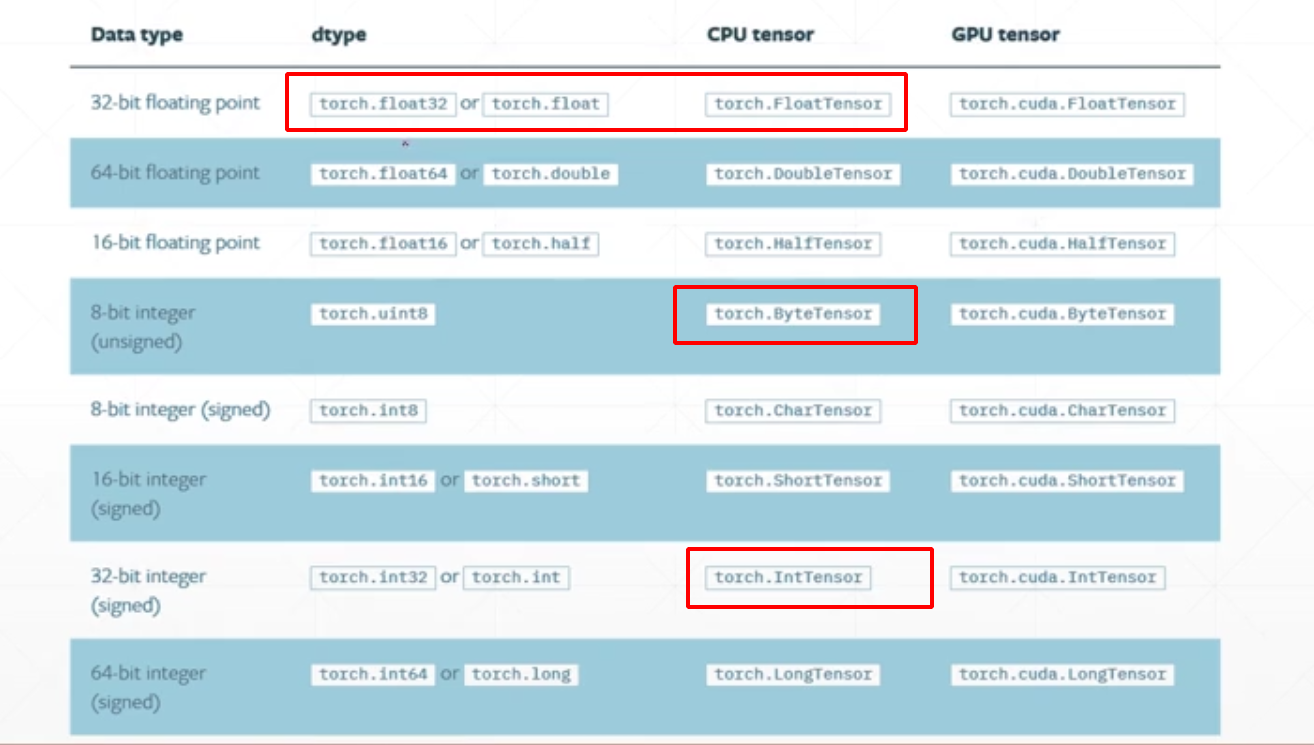 Data type dtype CPU tensor GPU tensor
32-bit floating point torch.float32 or torch.float torch.FloatTensor torch.cuda.FloatTensor
64-bit floating point torch.float64 or torch.double torch.DoubleTensor torch.cuda.DoubleTensor
16-bit floating point torch.float16 or torch.half torch.HalfTensor torch.cuda.HalfTensor
8-bit integer torch.uint8 torch.ByteTensor torch.cuda.ByteTensor
(unsigned)
8-bit integer (signed) torch.int8 torch.CharTensor torch.cuda.CharTensor
16-bit integer torch.int16 or torch.short torch.ShortTensor torch.cuda.ShortTensor
(signed)
32-bit integer torch.int32 or torch.int torch.IntTensor torch.cuda.IntTensor
(signed)
64-bit integer torch.int64 or torch.long torch.LongTensor torch.cuda.LongTensor
(signed)